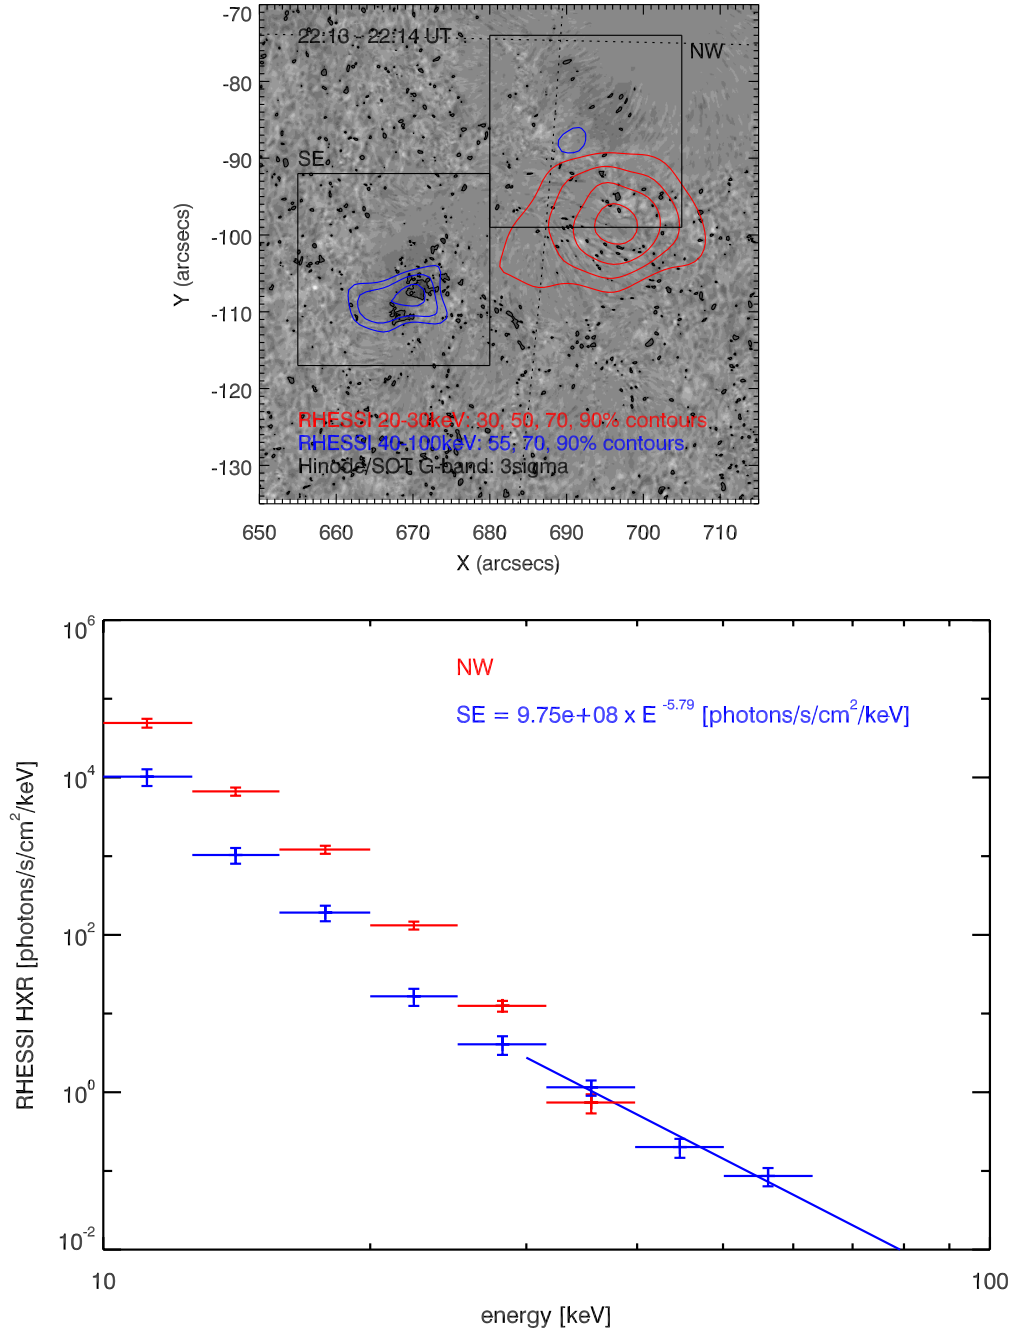 -70
22:13 - 22:14 UT
NW
-80
-90
SE
-100
Y (arcsecs)
-110
-120
RHESSI 20-30keV: 30, 50, 70, 90% contours
RHESSI 40-100keV: 55, 70, 90% contours
Hinode/SOT G-band: 3sigma
-130
650 660 670 680 690 700 710
X (arcsecs)
10^6
NW
SE = 9.75e+08 x E^-5.79 [photons/s/cm^2/keV]
10^4
10^2
RHESSI HXR [photons/s/cm^2/keV]
10^0
10^-2
10 100
energy [keV]